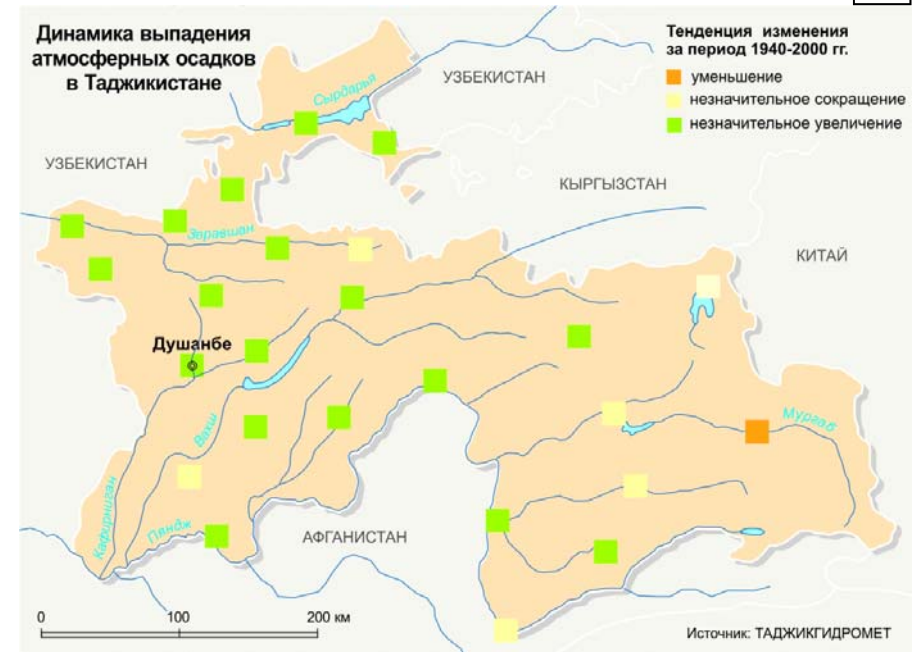 Динамика выпадения
атмосферных осадков
в Таджикистане
Тенденция изменения
за период 1940-2000 гг.
уменьшение
незначительное сокращение
незначительное увеличение
УЗБЕКИСТАН
Сырдарья
УЗБЕКИСТАН
КЫРГЫЗСТАН
Зеравшан
КИТАЙ
Душанбе
Мургаб
Вахш
Кафирниган
Пяндж
АФГАНИСТАН
0 100 200 км
Источник: ТАДЖИКГИДРОМЕТ